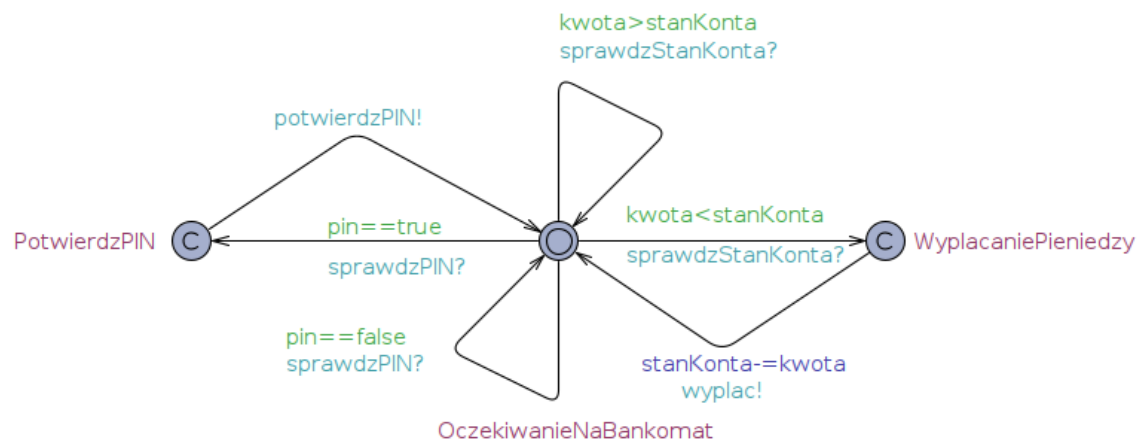 kwota>stanKonta
sprawdzStanKonta?
potwierdzPIN!
kwota<stanKonta
pin==true
PotwierdzPIN
C
C
WyplacaniePieniedzy
sprawdzPIN?
sprawdzStanKonta?
pin==false
sprawdzPIN?
stanKonta-=kwota
wyplac!
OczekiwanieNaBankomat